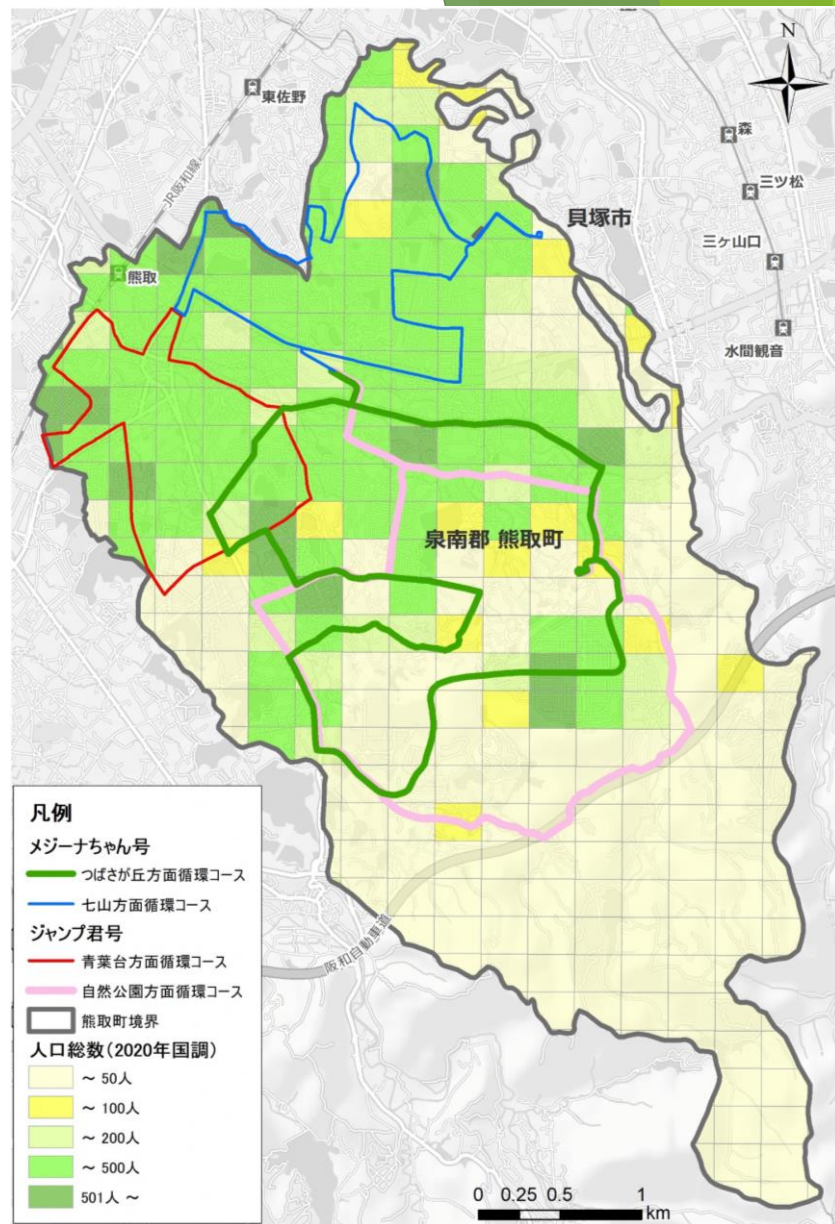 N
東佐野
森
JR阪和線
三ツ松
貝塚市
三ヶ山口
熊取
水間観音
泉南郡 熊取町
阪和自動車道
凡例
メジーナちゃん号
つばさが丘方面循環コース
七山方面循環コース
ジャンプ君号
青葉台方面循環コース
自然公園方面循環コース
熊取町境界
人口総数(2020年国調)
～ 50人
～ 100人
～ 200人
～ 500人
501人 ～
0 0.25 0.5 1
km